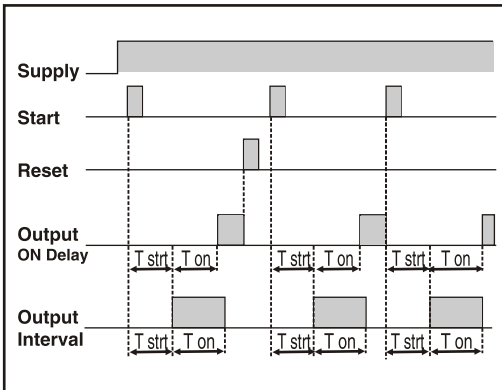 Supply
Start
Reset
Output
ON Delay
T strt T on T strt T on T strt T on
Output
Interval
T strt T on T strt T on T strt T on